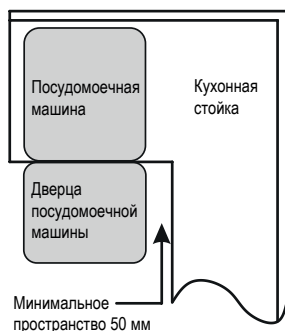 Посудомоечная
машина
Кухонная
стойка
Дверца
посудомоечной
машины
Минимальное
пространство 50 мм